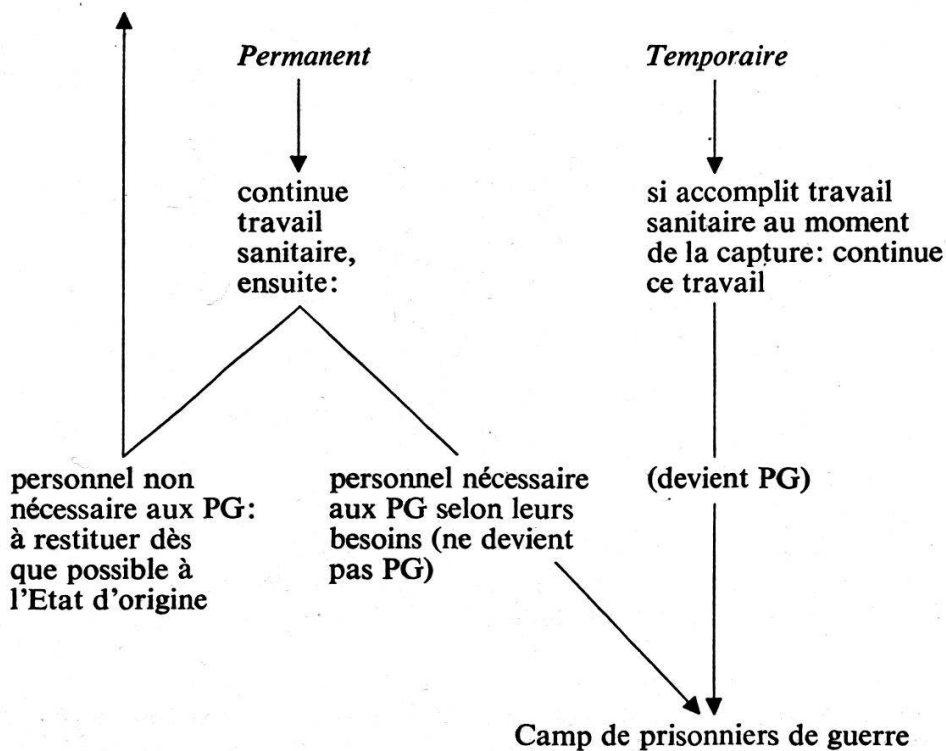 Permanent
Temporaire
continue
travail
sanitaire,
ensuite:
si accomplit travail
sanitaire au moment
de la capture: continue
ce travail
personnel non
nécessaire aux PG:
à restituer dès
que possible à
l'Etat d'origine
personnel nécessaire
aux PG selon leurs
besoins (ne devient
pas PG)
(devient PG)
Camp de prisonniers de guerre